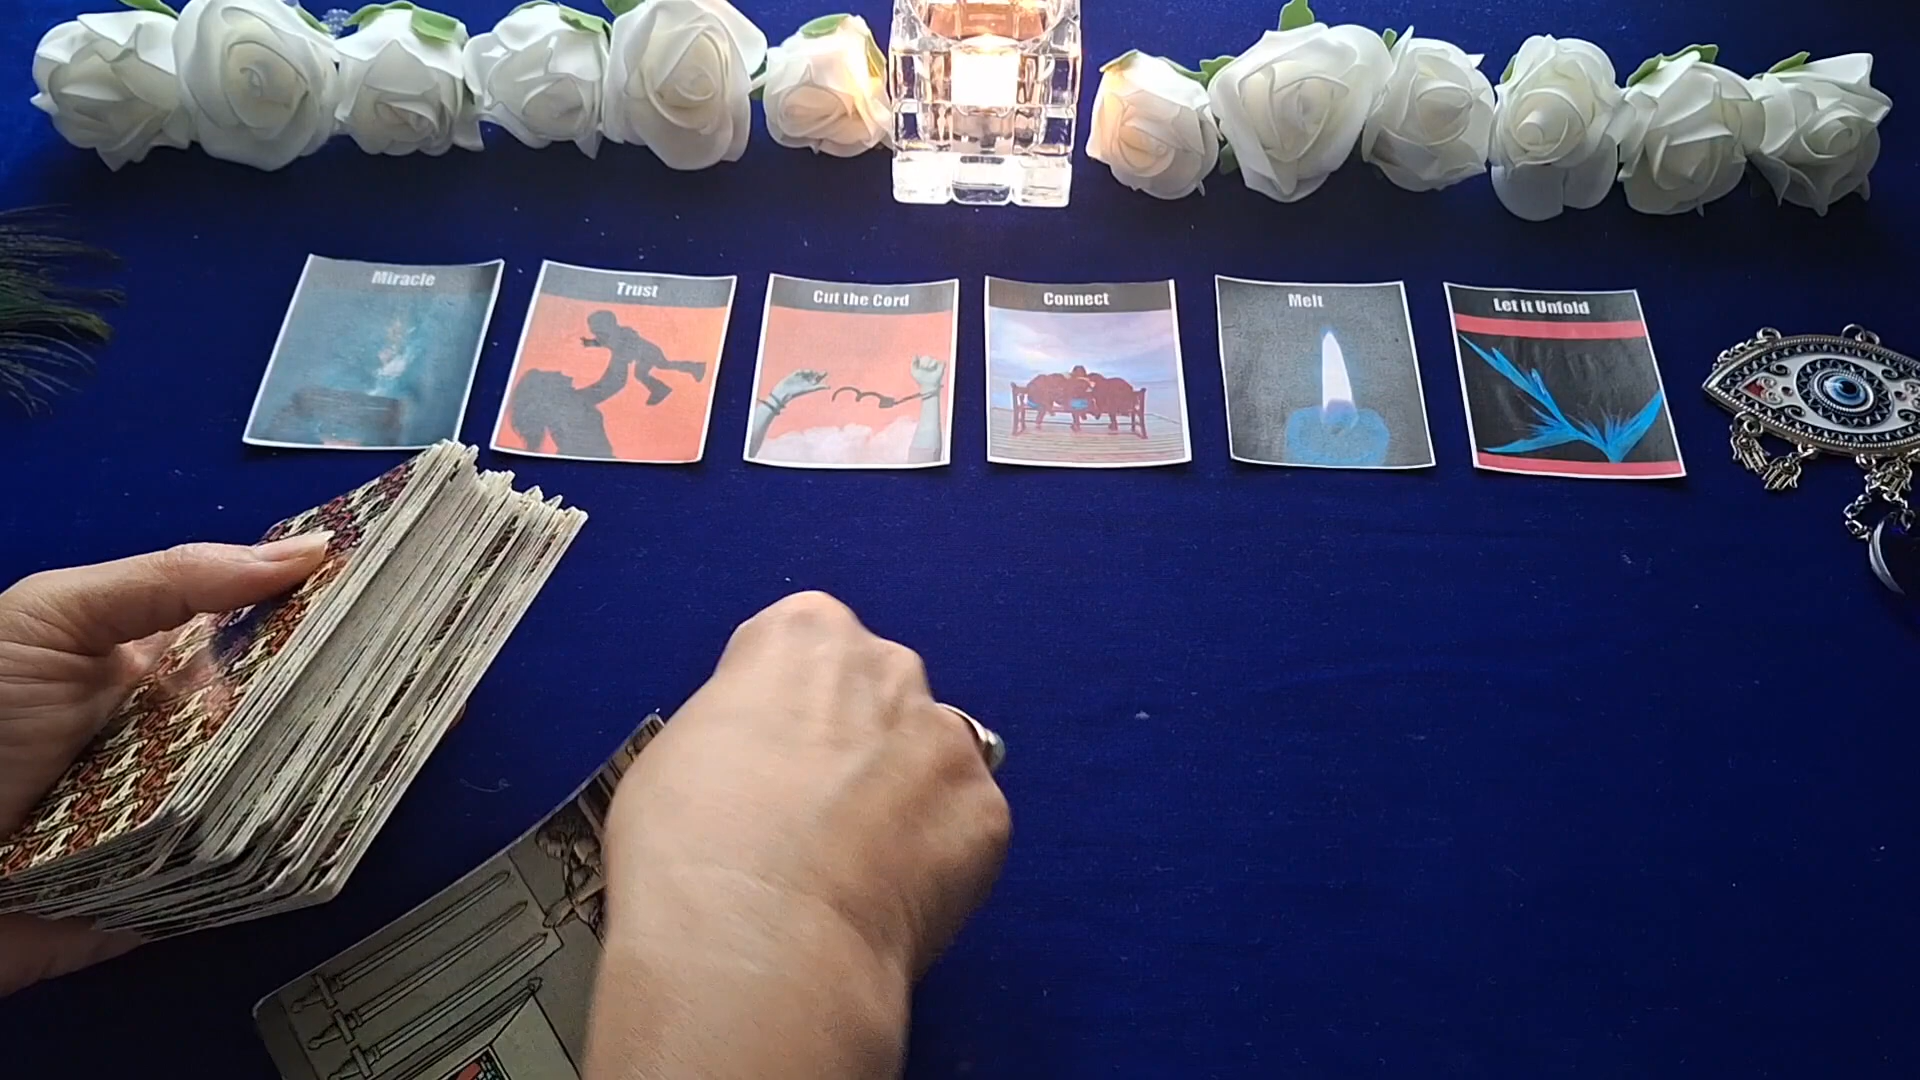 Miracle
Trust
Cut the Cord
Connect
Melt
Let it Unfold